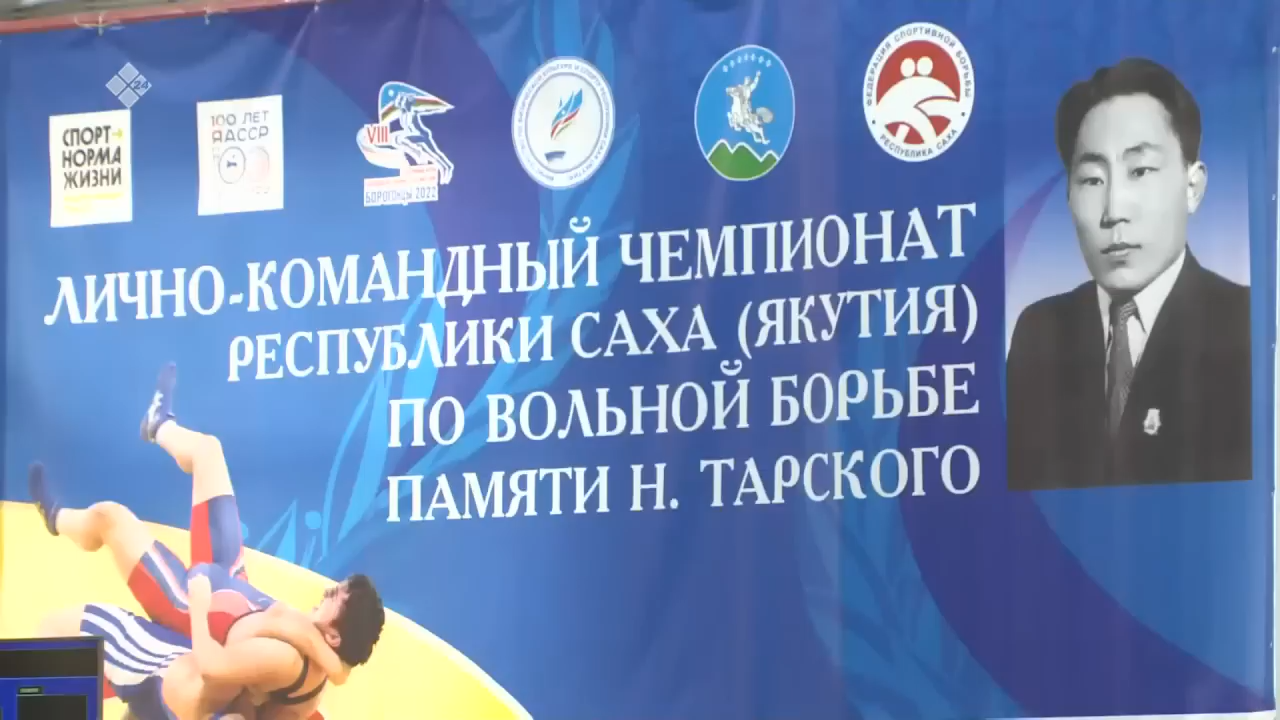 24
СПОРТ
НОРМА
ЖИЗНИ
100 ЛЕТ
ЯАССР
VIII
БОРОГОНЦЫ 2022
ФЕДЕРАЦИЯ СПОРТИВНОЙ БОРЬБЫ
РЕСПУБЛИКА САХА
ЛИЧНО-КОМАНДНЫЙ ЧЕМПИОНАТ
РЕСПУБЛИКИ САХА (ЯКУТИЯ)
ПО ВОЛЬНОЙ БОРЬБЕ
ПАМЯТИ Н. ТАРСКОГО